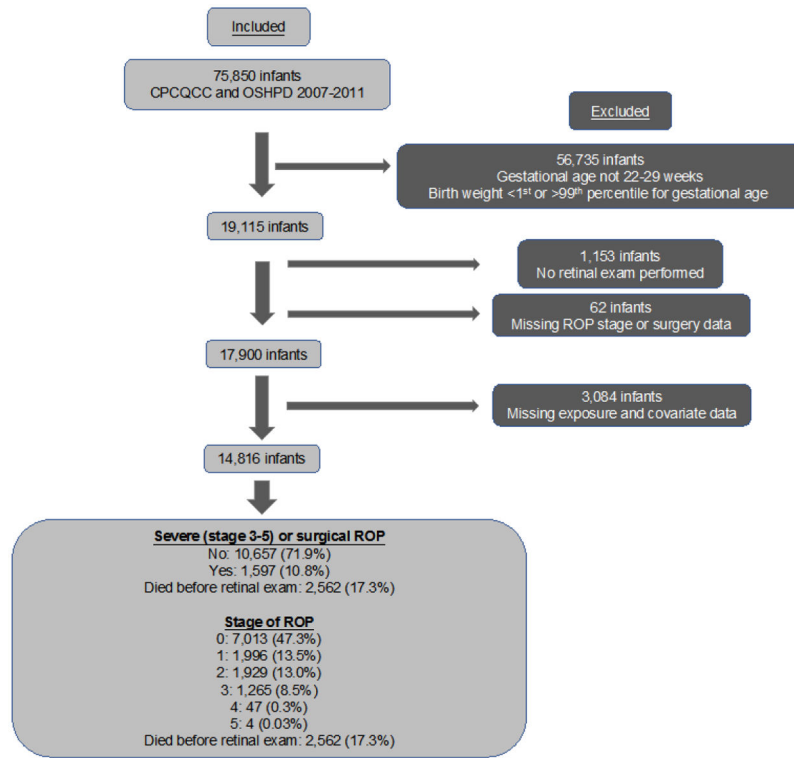 Included
75,850 infants
CPCQCC and OSHPD 2007-2011
Excluded
56,735 infants
Gestational age not 22-29 weeks
Birth weight <1st or >99th percentile for gestational age
19,115 infants
1,153 infants
No retinal exam performed
62 infants
Missing ROP stage or surgery data
17,900 infants
3,084 infants
Missing exposure and covariate data
14,816 infants
Severe (stage 3-5) or surgical ROP
No: 10,657 (71.9%)
Yes: 1,597 (10.8%)
Died before retinal exam: 2,562 (17.3%)
Stage of ROP
0: 7,013 (47.3%)
1: 1,996 (13.5%)
2: 1,929 (13.0%)
3: 1,265 (8.5%)
4: 47 (0.3%)
5: 4 (0.03%)
Died before retinal exam: 2,562 (17.3%)